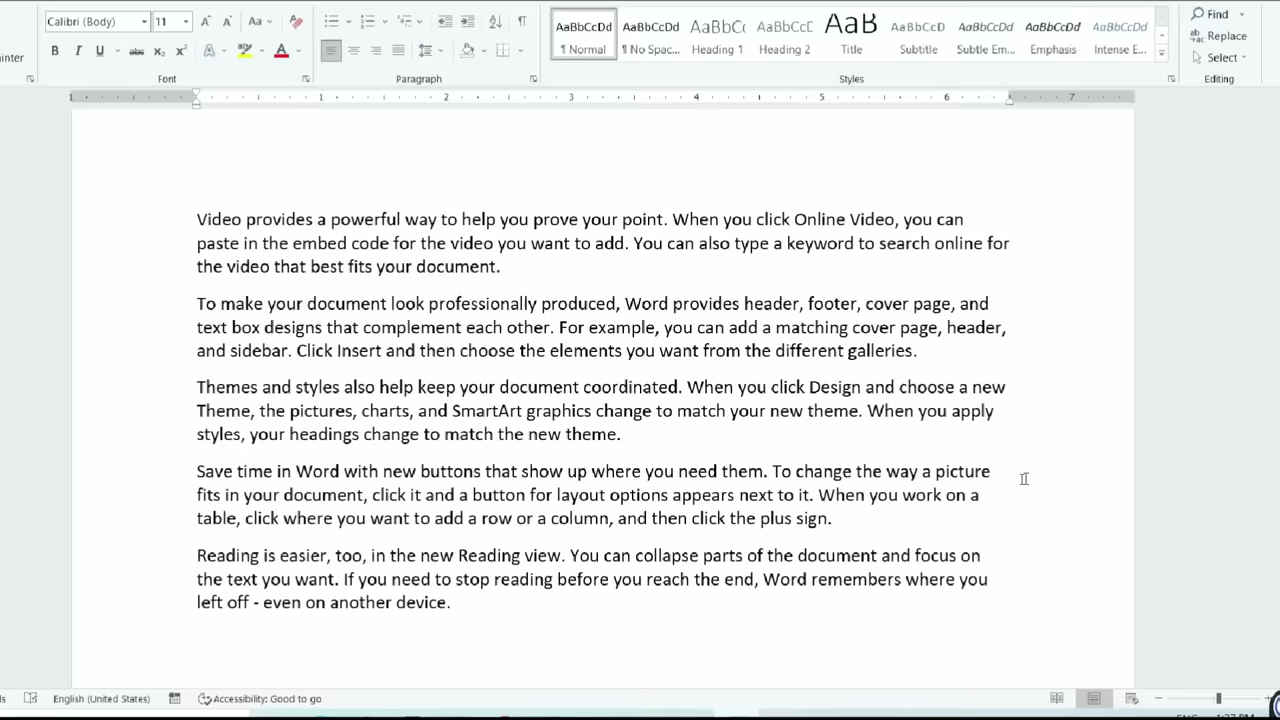 Calibri (Body) 11 Aa
AaBbCcDd AaBbCcDd AaBbC AaBbCcE AaB AaBbCcD AaBbCcDd AaBbCcDd AaBbCcDd
Find
Replace
Select
inter
B I U abc x₂ x² A A
¶ Normal ¶ No Spac... Heading 1 Heading 2 Title Subtitle Subtle Em... Emphasis Intense E...
Font Paragraph Styles Editing
1 1 2 3 4 5 6 7
Video provides a powerful way to help you prove your point. When you click Online Video, you can
paste in the embed code for the video you want to add. You can also type a keyword to search online for
the video that best fits your document.
To make your document look professionally produced, Word provides header, footer, cover page, and
text box designs that complement each other. For example, you can add a matching cover page, header,
and sidebar. Click Insert and then choose the elements you want from the different galleries.
Themes and styles also help keep your document coordinated. When you click Design and choose a new
Theme, the pictures, charts, and SmartArt graphics change to match your new theme. When you apply
styles, your headings change to match the new theme.
Save time in Word with new buttons that show up where you need them. To change the way a picture
fits in your document, click it and a button for layout options appears next to it. When you work on a
table, click where you want to add a row or a column, and then click the plus sign.
Reading is easier, too, in the new Reading view. You can collapse parts of the document and focus on
the text you want. If you need to stop reading before you reach the end, Word remembers where you
left off - even on another device.
English (United States) Accessibility: Good to go